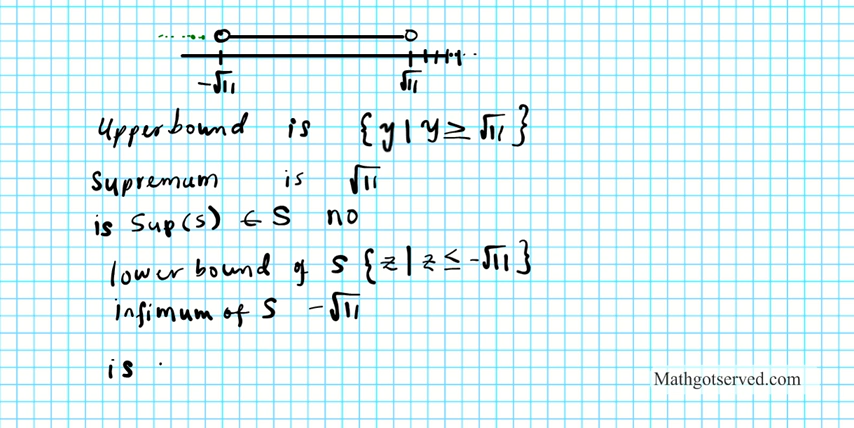 -√11 √11
Upperbound is {y | y ≥ √11}
Supremum is √11
is Sup(s) ∈ S no
lower bound of S {z | z ≤ -√11}
infimum of S -√11
is
Mathgotserved.com